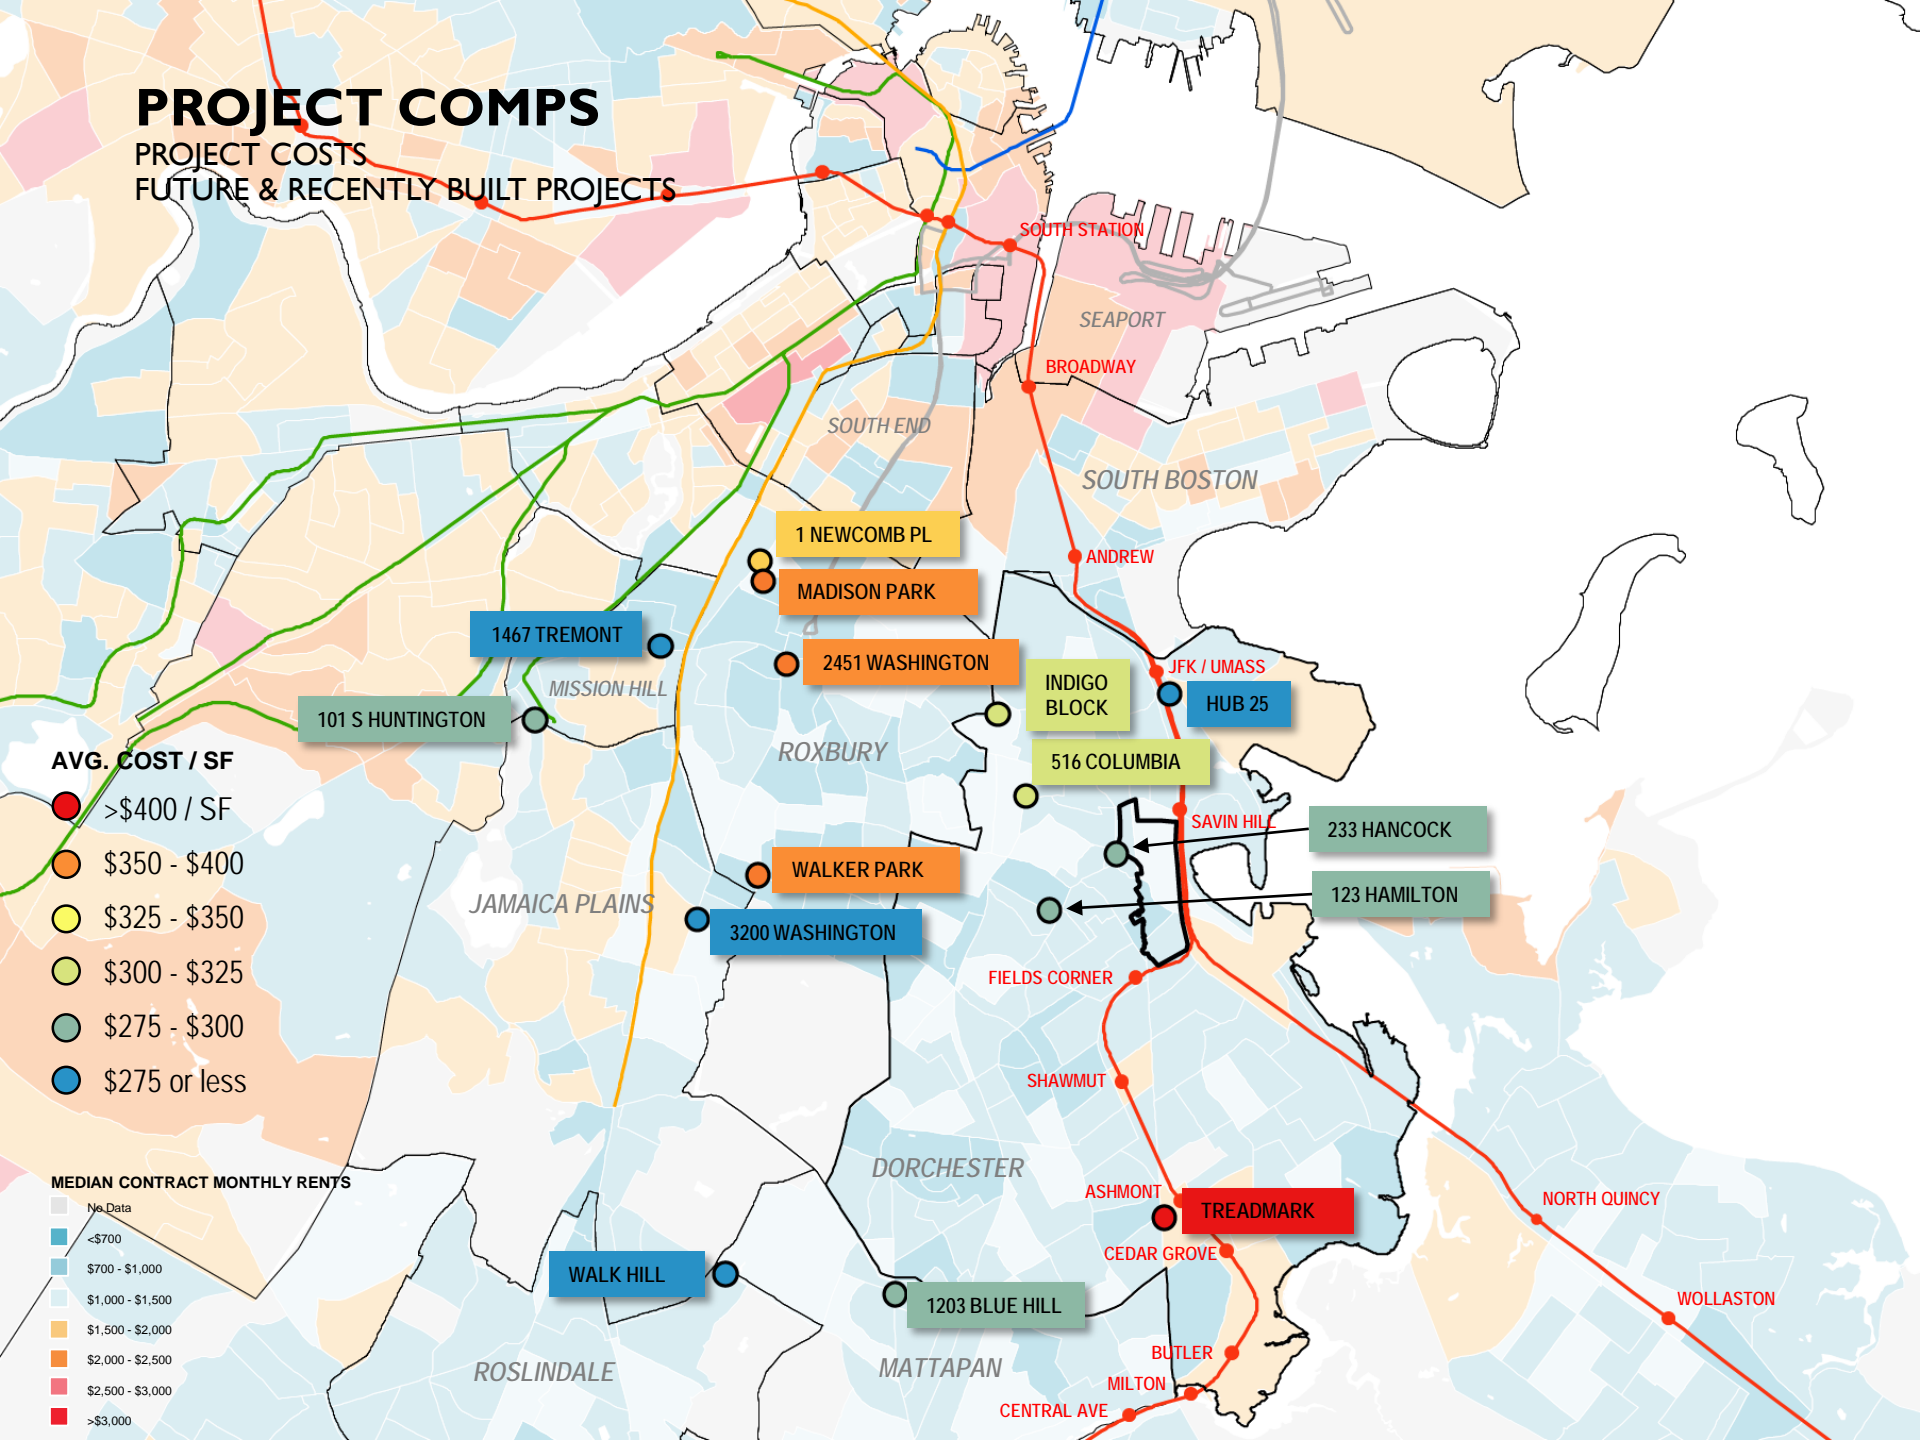 PROJECT COMPS
PROJECT COSTS
FUTURE & RECENTLY BUILT PROJECTS
SOUTH STATION
SEAPORT
BROADWAY
SOUTH END
SOUTH BOSTON
1 NEWCOMB PL
ANDREW
MADISON PARK
1467 TREMONT
2451 WASHINGTON
JFK / UMASS
INDIGO
BLOCK
MISSION HILL
HUB 25
101 S HUNTINGTON
ROXBURY
516 COLUMBIA
SAVIN HILL
233 HANCOCK
WALKER PARK
123 HAMILTON
JAMAICA PLAINS
3200 WASHINGTON
FIELDS CORNER
AVG. COST / SF
>$400 / SF
$350 - $400
$325 - $350
$300 - $325
$275 - $300
$275 or less
SHAWMUT
DORCHESTER
ASHMONT
TREADMARK
NORTH QUINCY
CEDAR GROVE
WALK HILL
1203 BLUE HILL
WOLLASTON
BUTLER
ROSLINDALE
MATTAPAN
MILTON
CENTRAL AVE
MEDIAN CONTRACT MONTHLY RENTS
No Data
<$700
$700 - $1,000
$1,000 - $1,500
$1,500 - $2,000
$2,000 - $2,500
$2,500 - $3,000
>$3,000